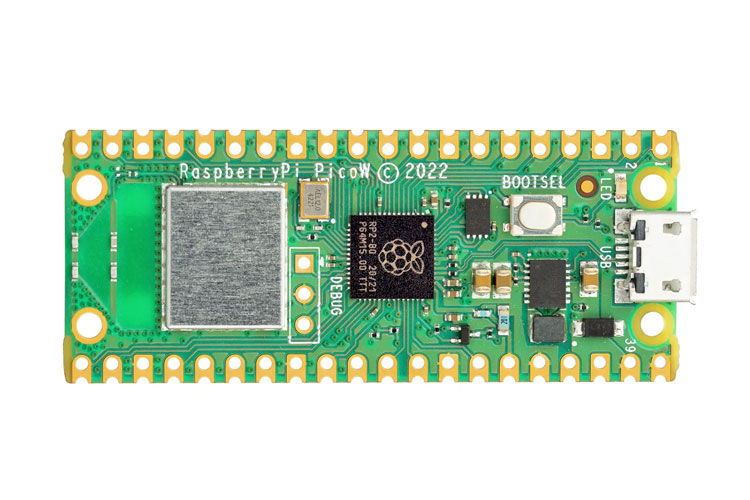 RaspberryPi PicoW © 2022
BOOTSEL
LED
1
2
USB
39
DEBUG
RP2-B0 20/21
P64M15.00 TTT